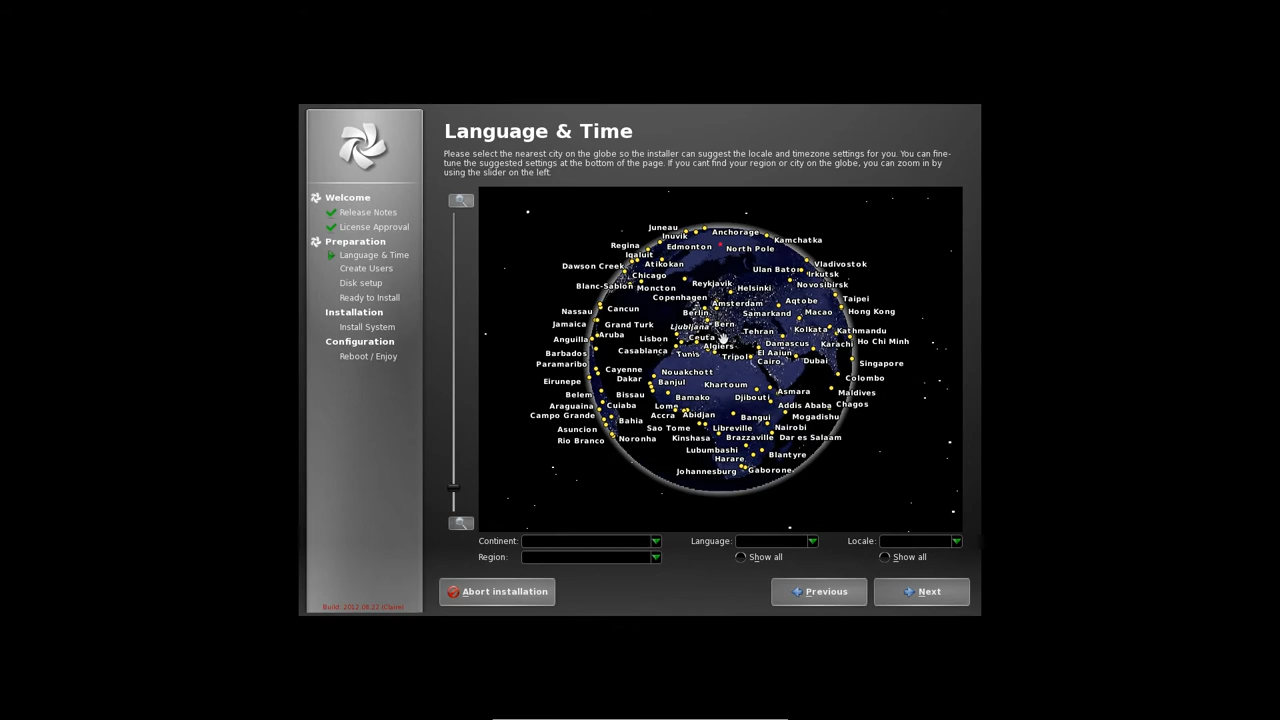 Language & Time
Please select the nearest city on the globe so the installer can suggest the locale and timezone settings for you. You can fine-
tune the suggested settings at the bottom of the page. If you cant find your region or city on the globe, you can zoom in by
using the slider on the left.
Welcome
Release Notes
License Approval
Preparation
Language & Time
Create Users
Disk setup
Ready to Install
Installation
Install System
Configuration
Reboot / Enjoy
Build: 2012.08.22 (Claire)
Juneau
Anchorage
Inuvik
Kamchatka
Regina
Edmonton
North Pole
Iqaluit
Dawson Creek
Atikokan
Ulan Bator
Vladivostok
Chicago
Irkutsk
Blanc-Sablon
Moncton
Reykjavik
Helsinki
Novosibirsk
Copenhagen
Amsterdam
Aqtobe
Taipei
Nassau
Cancun
Berlin
Samarkand
Macao
Hong Kong
Jamaica
Grand Turk
Ljubljana
Bern
Tehran
Kolkata
Kathmandu
Anguilla
Aruba
Lisbon
Ceuta
Damascus
Karachi
Ho Chi Minh
Barbados
Casablanca
Algiers
Tunis
Tripoli
El Aaiun
Cairo
Dubai
Singapore
Paramaribo
Cayenne
Nouakchott
Eirunepe
Dakar
Banjul
Khartoum
Colombo
Belem
Bissau
Bamako
Djibouti
Asmara
Maldives
Araguaina
Cuiaba
Lome
Addis Ababa
Chagos
Campo Grande
Bahia
Accra
Abidjan
Bangui
Mogadishu
Asuncion
Sao Tome
Libreville
Nairobi
Rio Branco
Noronha
Kinshasa
Brazzaville
Dar es Salaam
Lubumbashi
Harare
Blantyre
Johannesburg
Gaborone
Continent:
Language:
Locale:
Region:
Show all
Show all
Abort installation
Previous
Next